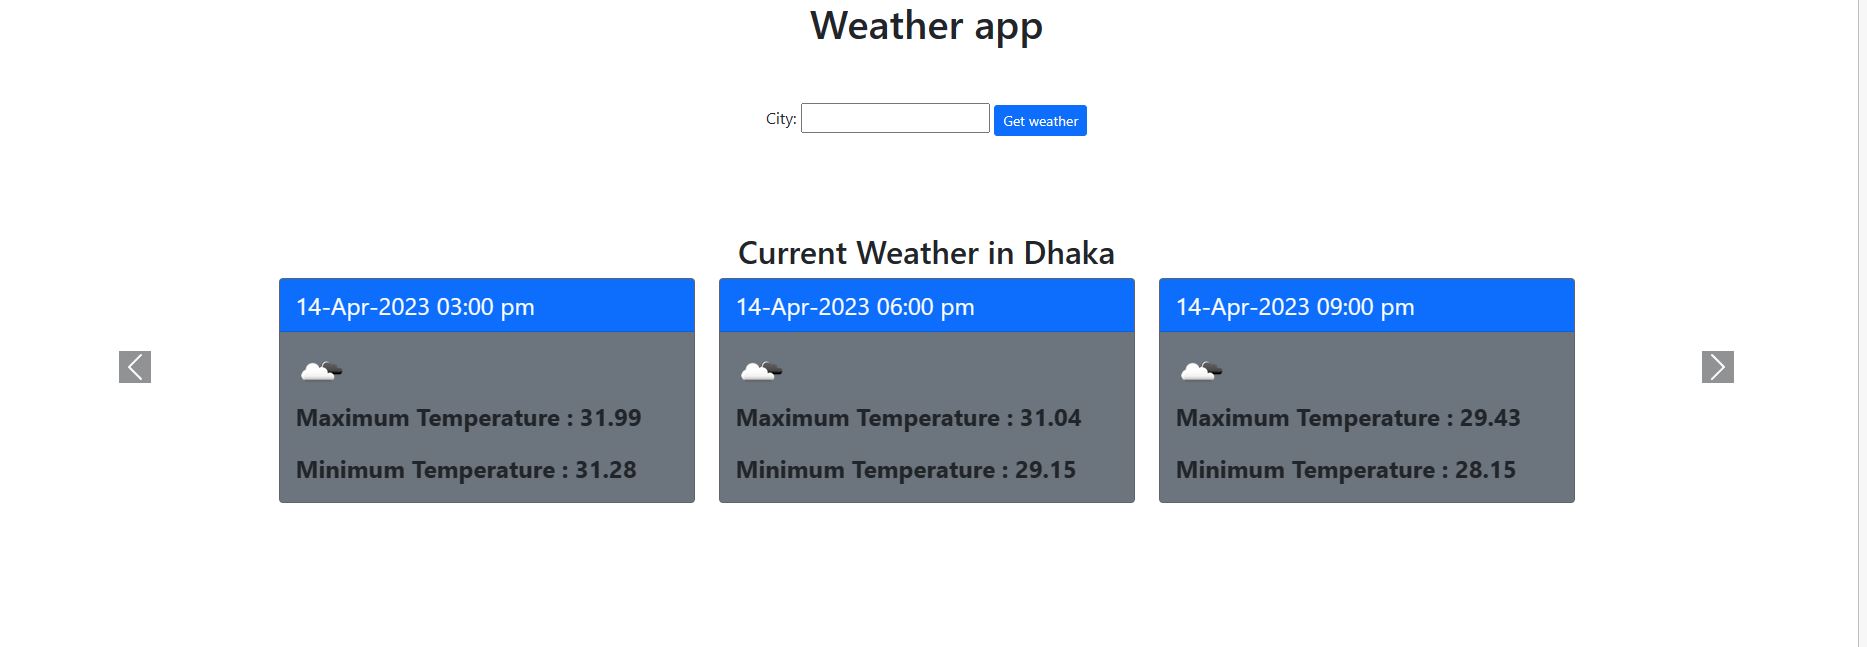 Weather app
City: Get weather
Current Weather in Dhaka
14-Apr-2023 03:00 pm
Maximum Temperature : 31.99
Minimum Temperature : 31.28
14-Apr-2023 06:00 pm
Maximum Temperature : 31.04
Minimum Temperature : 29.15
14-Apr-2023 09:00 pm
Maximum Temperature : 29.43
Minimum Temperature : 28.15